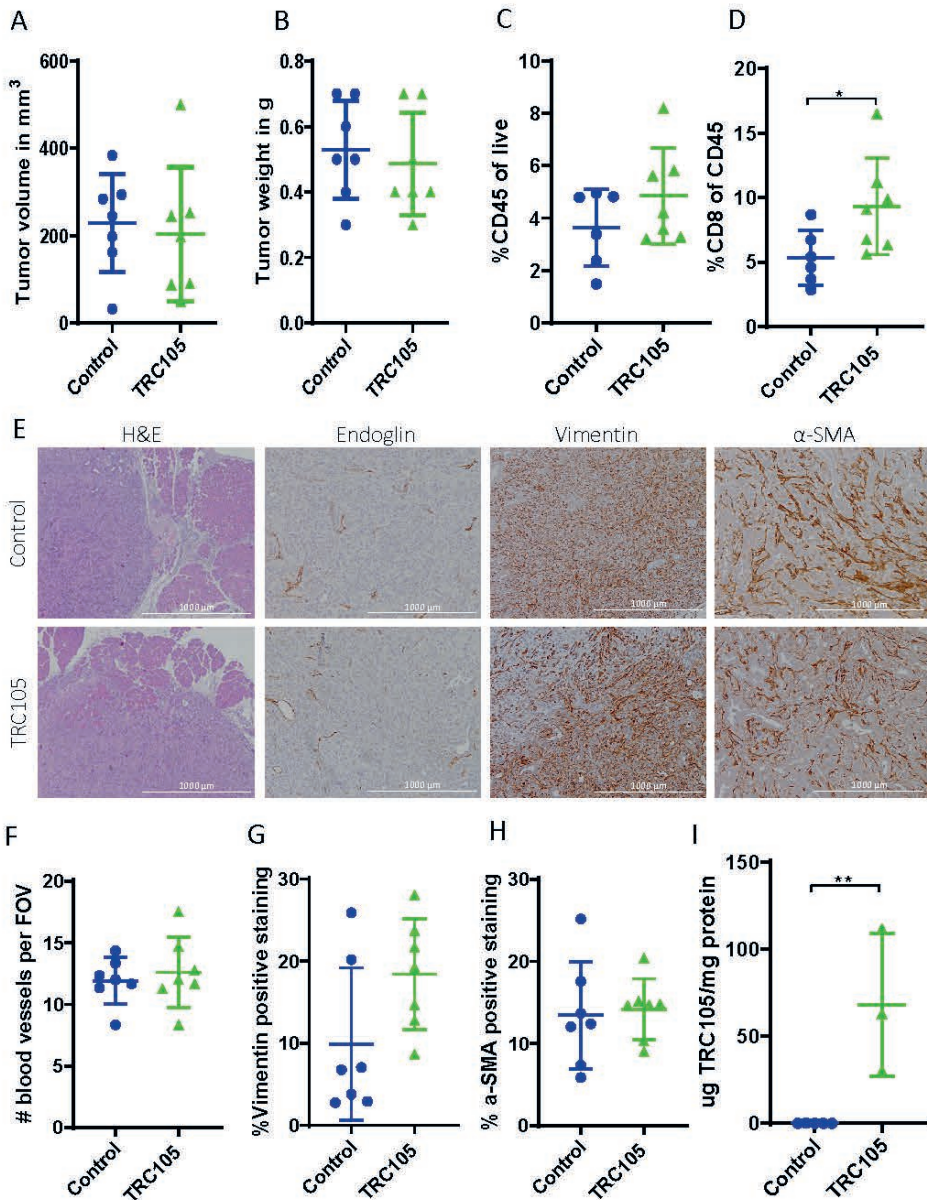 A
Tumor volume in mm³
600
400
200
0
Control
TRC105
B
Tumor weight in g
0.8
0.6
0.4
0.2
0.0
Control
TRC105
C
%CD45 of live
10
8
6
4
2
0
Control
TRC105
D
%CD8 of CD45
20
15
10
5
0
*
Conrtol
TRC105
E
H&E
Endoglin
Vimentin
α-SMA
Control
1000 µm
1000 µm
1000 µm
1000 µm
TRC105
1000 µm
1000 µm
1000 µm
1000 µm
F
# blood vessels per FOV
20
15
10
5
0
Control
TRC105
G
%Vimentin positive staining
30
20
10
0
Control
TRC105
H
% a-SMA positive staining
30
20
10
0
Control
TRC105
I
ug TRC105/mg protein
150
100
50
0
**
Control
TRC105